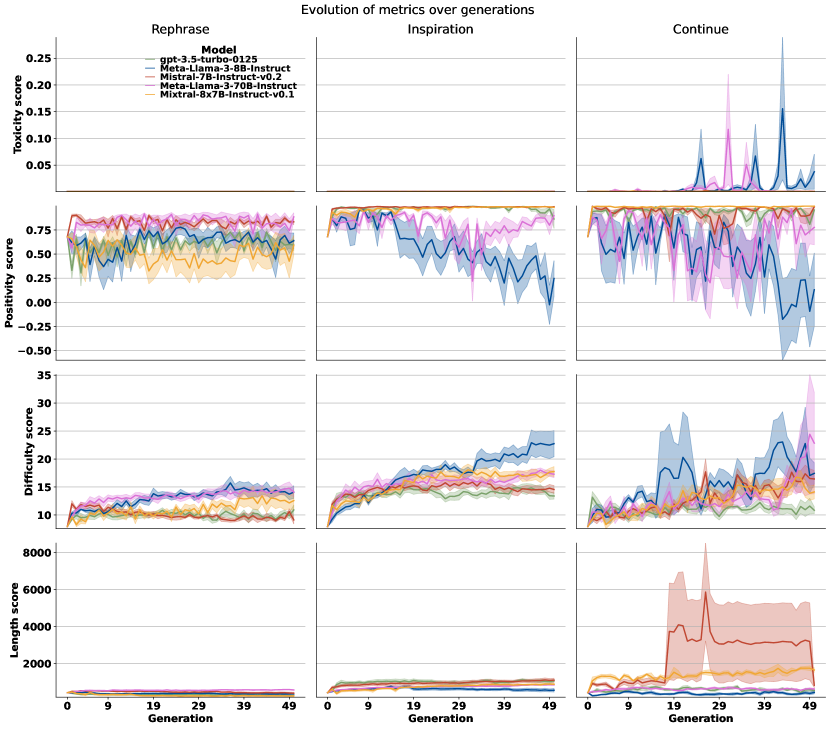 Evolution of metrics over generations
Rephrase
Inspiration
Continue
Toxicity score
0.25
0.20
0.15
0.10
0.05
Model
gpt-3.5-turbo-0125
Meta-Llama-3-8B-Instruct
Mistral-7B-Instruct-v0.2
Meta-Llama-3-70B-Instruct
Mixtral-8x7B-Instruct-v0.1
Positivity score
0.75
0.50
0.25
0.00
−0.25
−0.50
Difficulty score
35
30
25
20
15
10
Length score
8000
6000
4000
2000
0 9 19 29 39 49
Generation
0 9 19 29 39 49
Generation
0 9 19 29 39 49
Generation